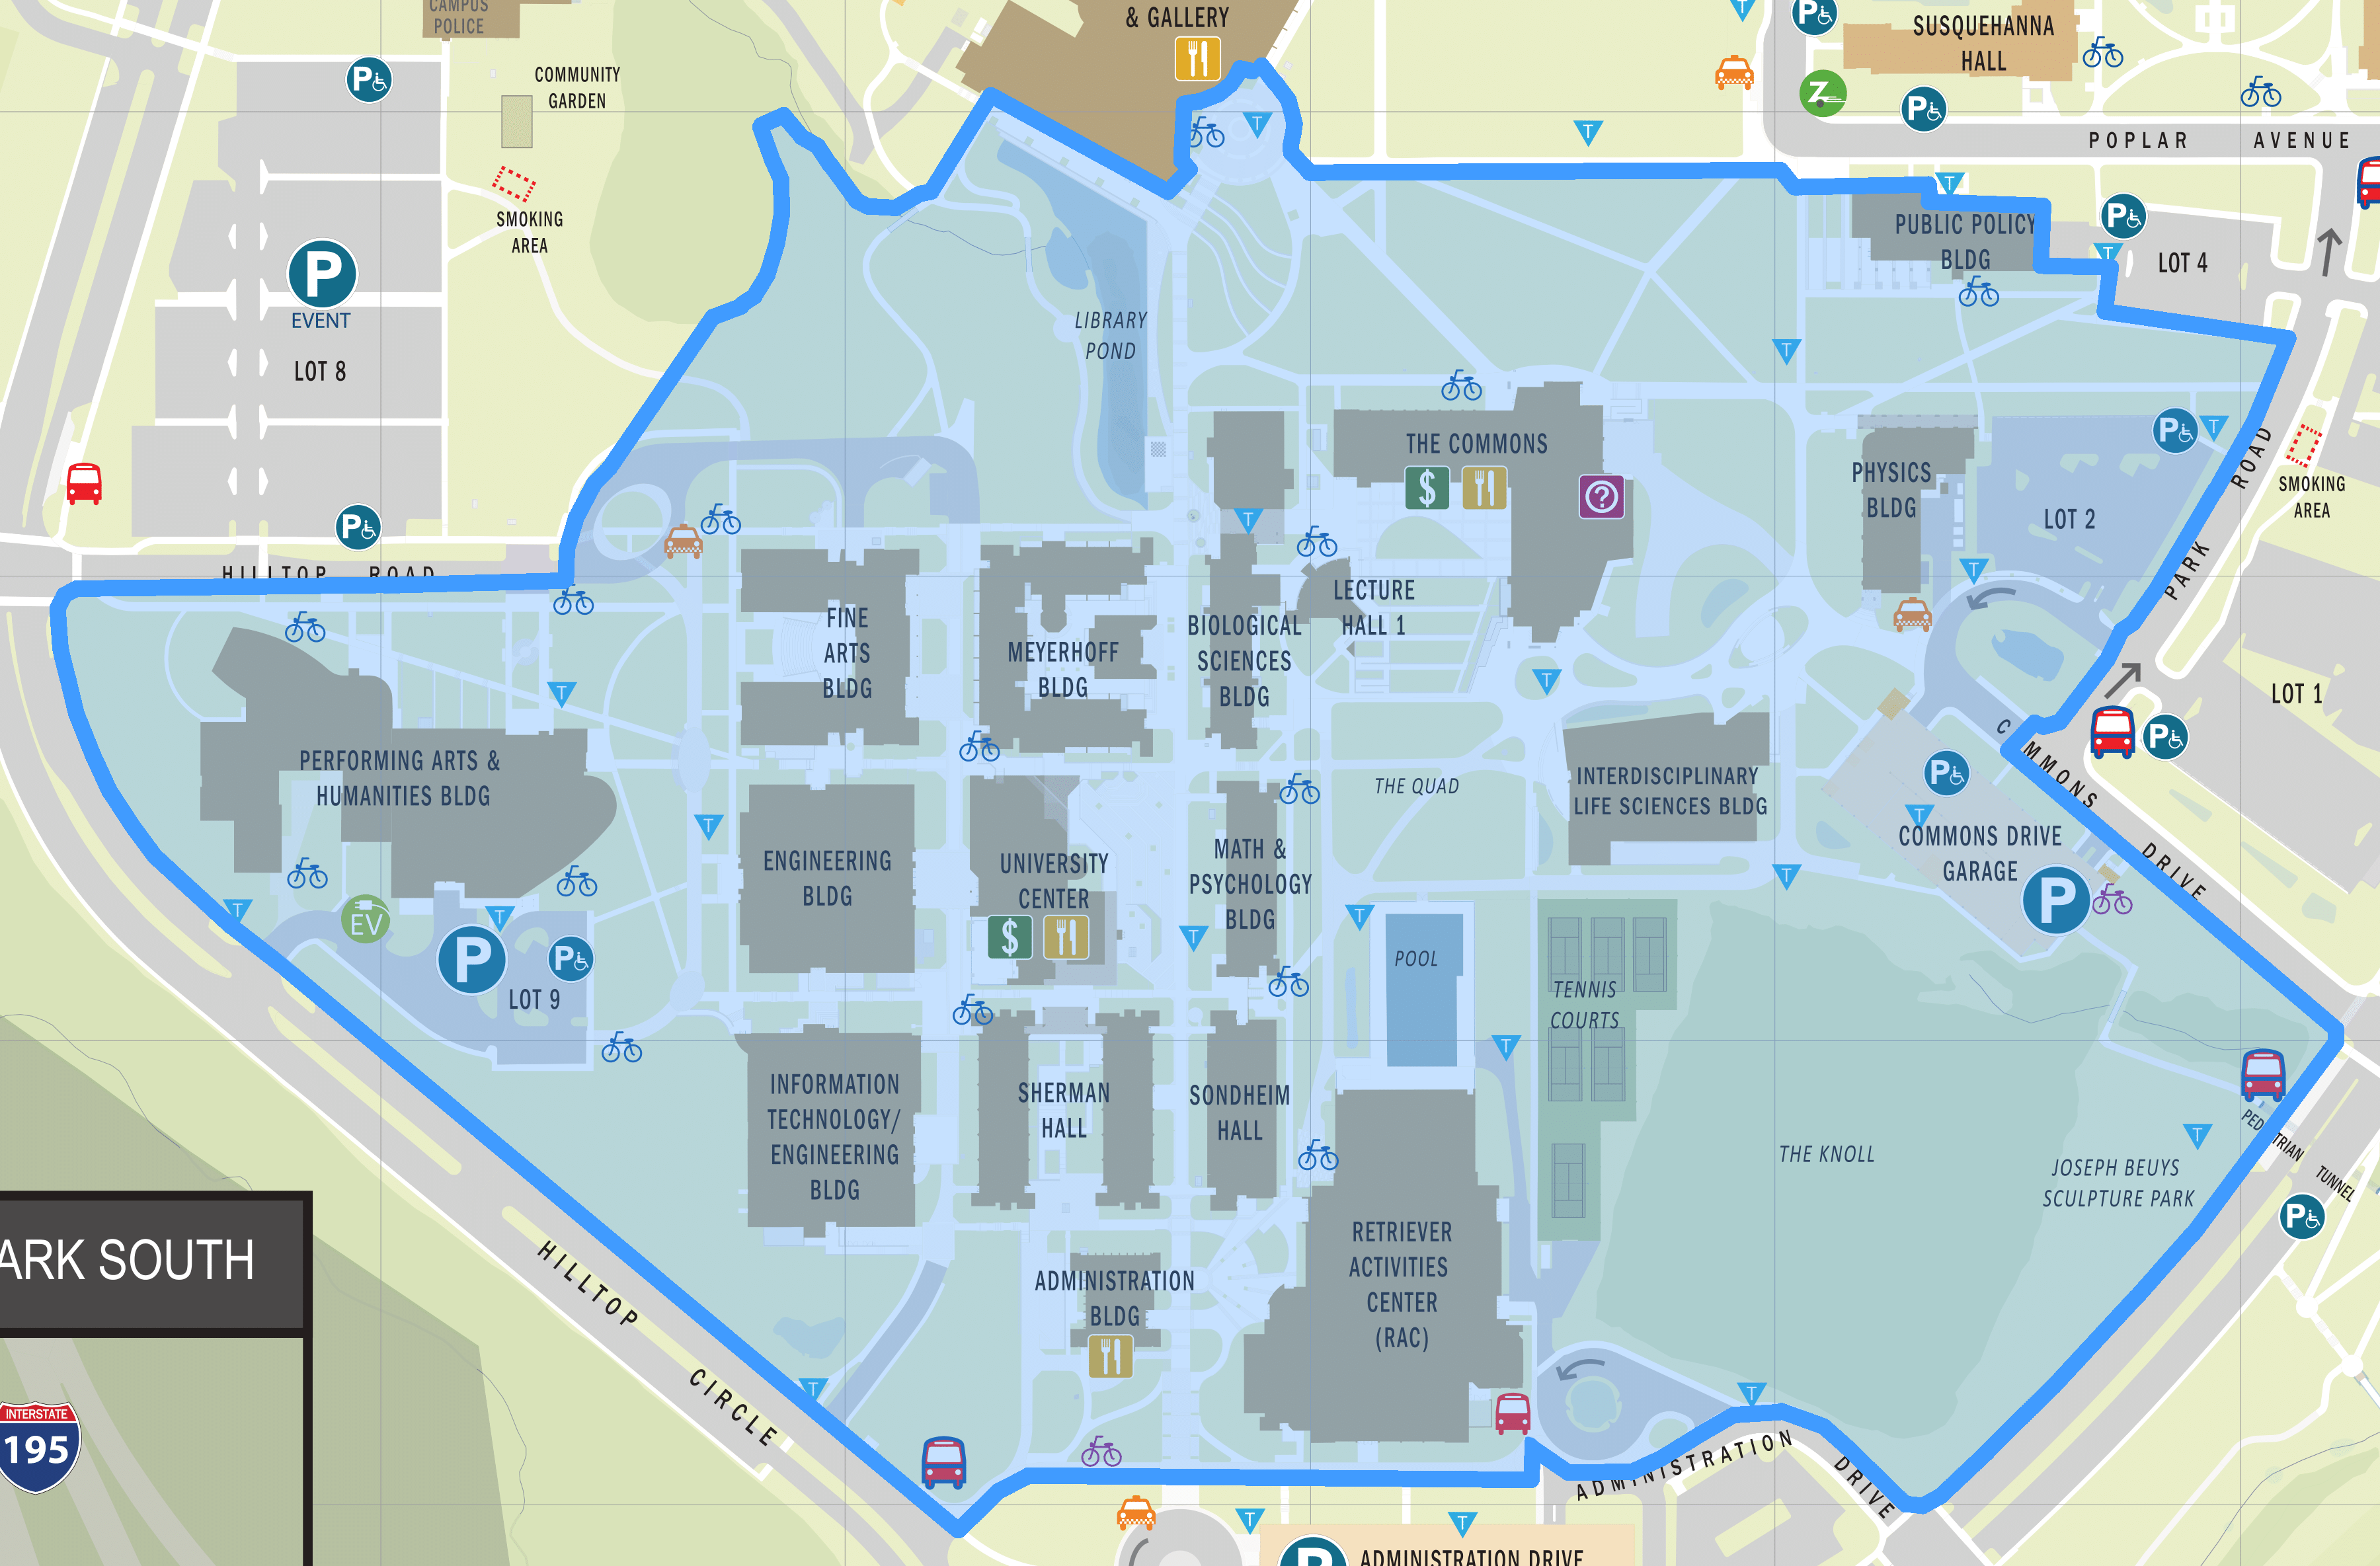 CAMPUS
POLICE
& GALLERY
SUSQUEHANNA
HALL
COMMUNITY
GARDEN
POPLAR AVENUE
SMOKING
AREA
P
EVENT
LOT 8
PUBLIC POLICY
BLDG
LOT 4
LIBRARY
POND
THE COMMONS
$
?
PHYSICS
BLDG
LOT 2
PARK ROAD
SMOKING
AREA
HILLTOP ROAD
FINE
ARTS
BLDG
MEYERHOFF
BLDG
BIOLOGICAL
SCIENCES
BLDG
LECTURE
HALL 1
LOT 1
PERFORMING ARTS &
HUMANITIES BLDG
THE QUAD
INTERDISCIPLINARY
LIFE SCIENCES BLDG
COMMONS DRIVE
GARAGE
P
C MMONS DRIVE
ENGINEERING
BLDG
UNIVERSITY
CENTER
$
MATH &
PSYCHOLOGY
BLDG
POOL
TENNIS
COURTS
EV
P
LOT 9
INFORMATION
TECHNOLOGY/
ENGINEERING
BLDG
SHERMAN
HALL
SONDHEIM
HALL
THE KNOLL
JOSEPH BEUYS
SCULPTURE PARK
PED TRIAN TUNNEL
RETRIEVER
ACTIVITIES
CENTER
(RAC)
ADMINISTRATION
BLDG
ARK SOUTH
HILLTOP CIRCLE
INTERSTATE
195
ADMINISTRATION DRIVE
P
ADMINISTRATION DRIVE